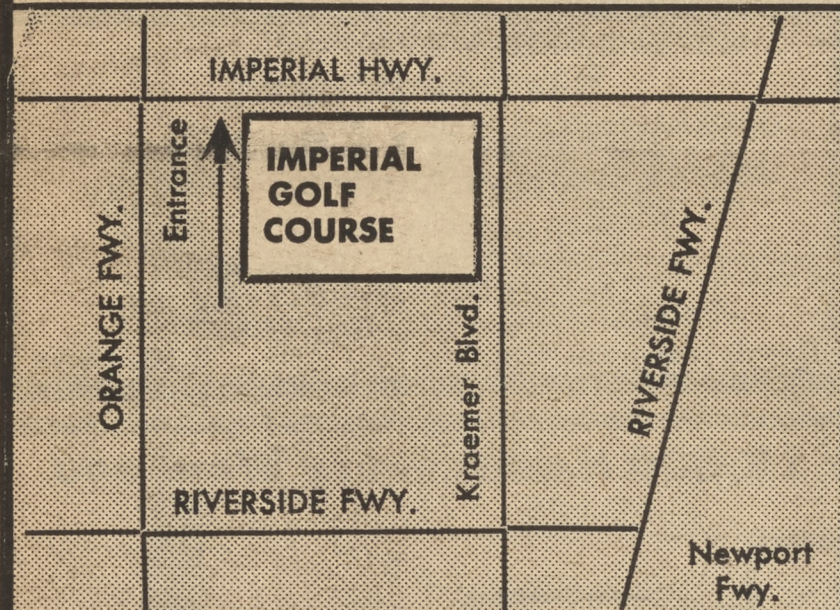 IMPERIAL HWY.
Entrance
IMPERIAL
GOLF
COURSE
ORANGE FWY.
Kraemer Blvd.
RIVERSIDE FWY.
RIVERSIDE FWY.
Newport
Fwy.